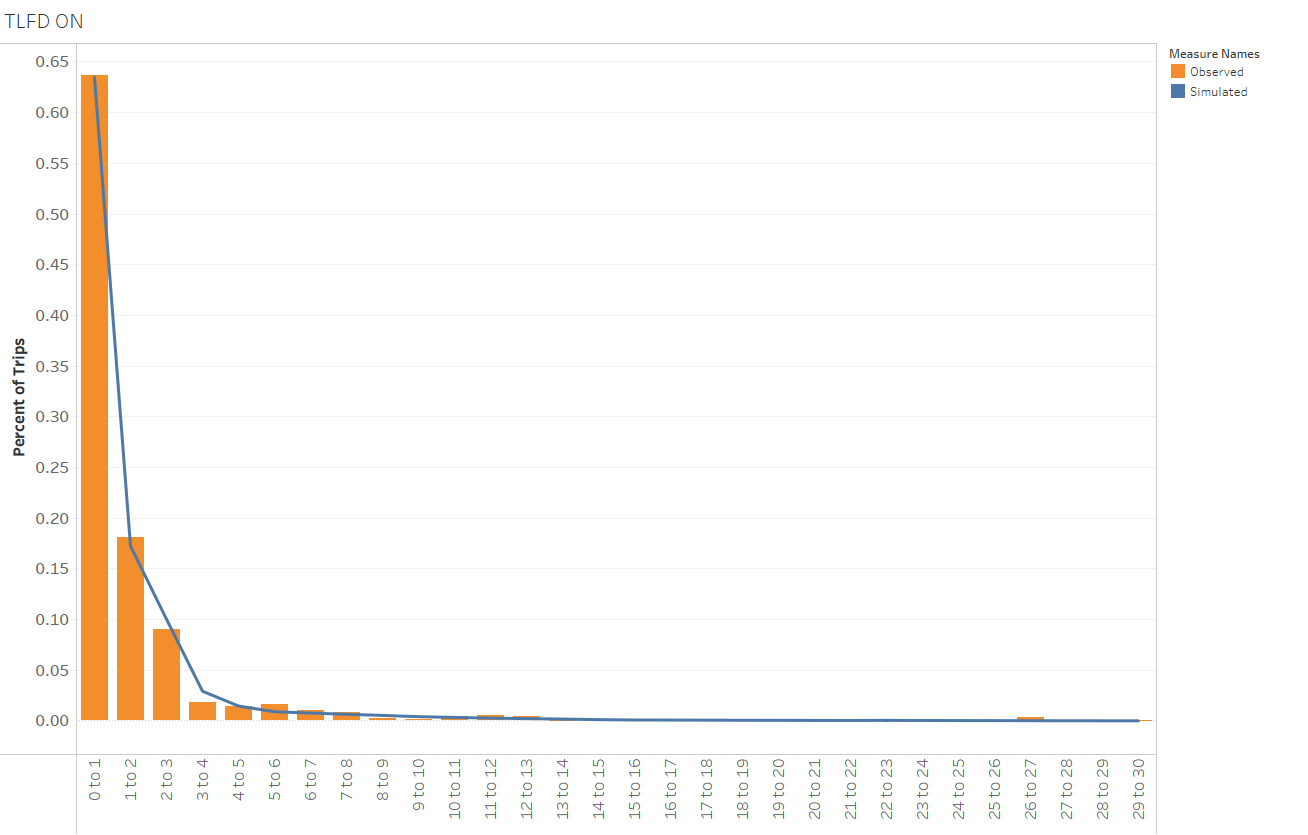 TLFD ON
Measure Names
Observed
Simulated
Percent of Trips
0.65
0.60
0.55
0.50
0.45
0.40
0.35
0.30
0.25
0.20
0.15
0.10
0.05
0.00
0 to 1
1 to 2
2 to 3
3 to 4
4 to 5
5 to 6
6 to 7
7 to 8
8 to 9
9 to 10
10 to 11
11 to 12
12 to 13
13 to 14
14 to 15
15 to 16
16 to 17
17 to 18
18 to 19
19 to 20
20 to 21
21 to 22
22 to 23
23 to 24
24 to 25
25 to 26
26 to 27
27 to 28
28 to 29
29 to 30